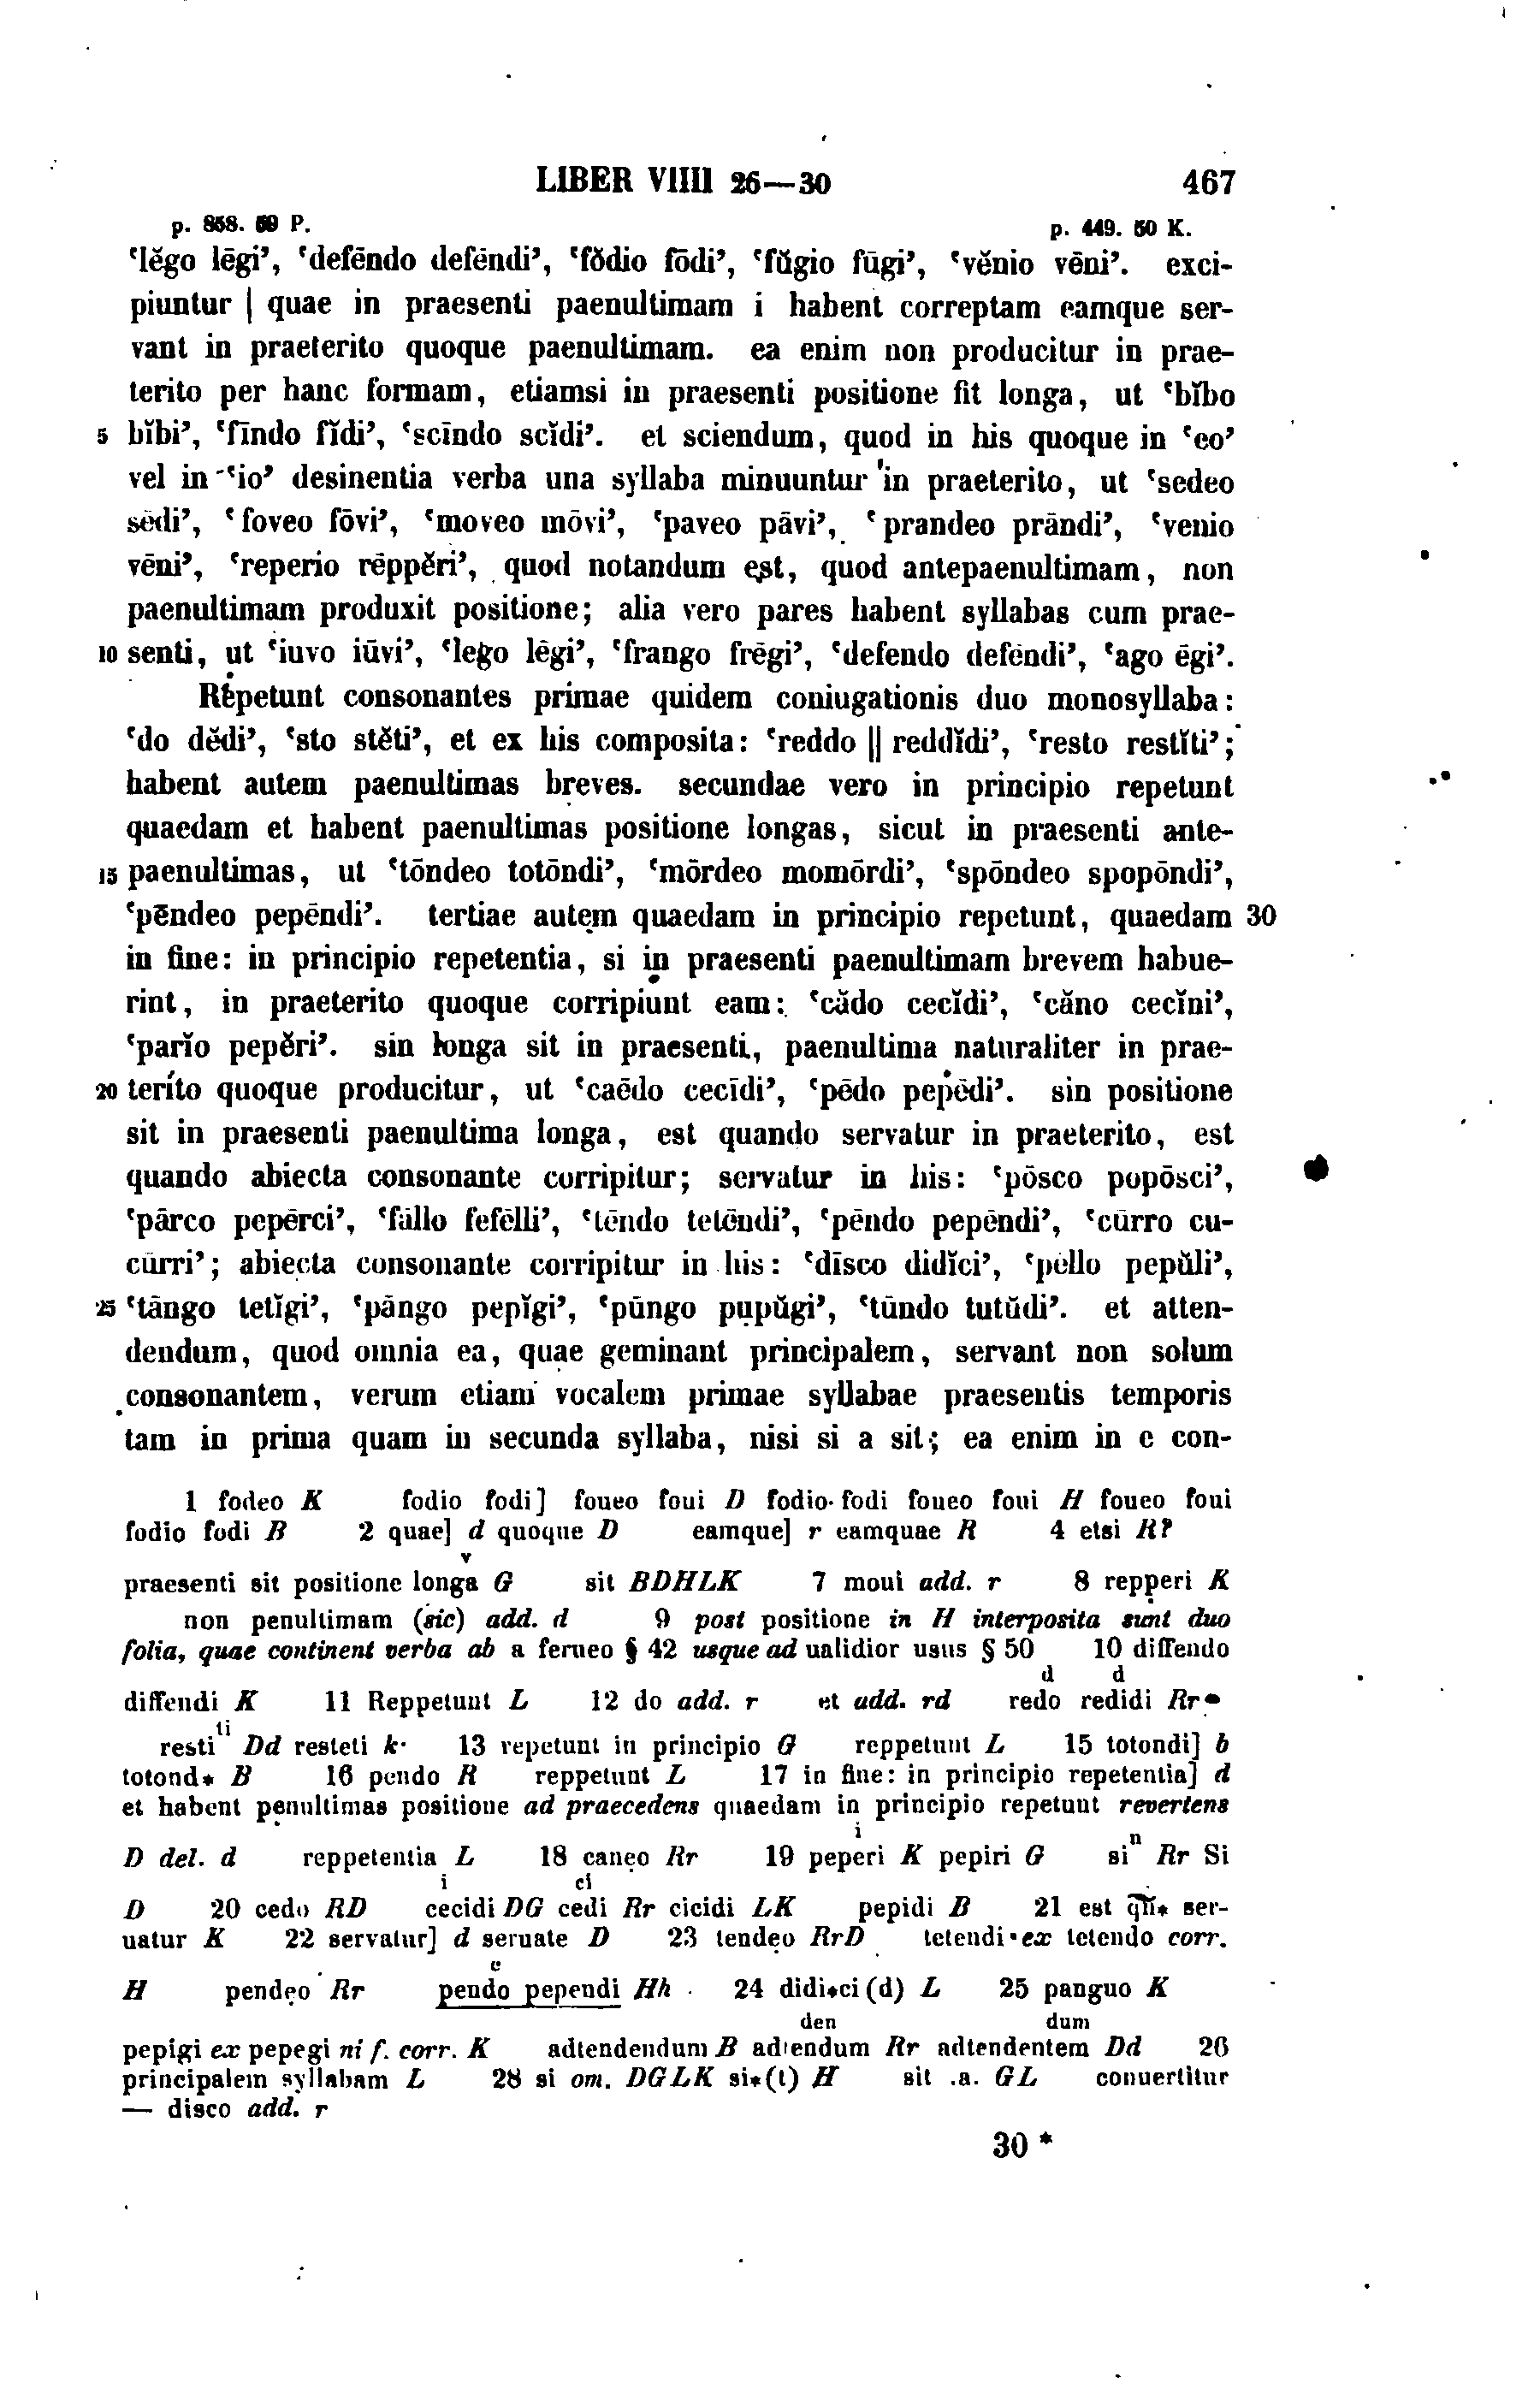 LIBER VIIII 26—30 467
p. 858. 59 P. p. 449. 50 K.
‘lĕgo lēgi’, ‘defēndo defēndi’, ‘fŏdio fōdi’, ‘fŭgio fūgi’, ‘vĕnio vēni’. exci-
piuntur | quae in praesenti paenultimam i habent correptam eamque ser-
vant in praeterito quoque paenultimam. ea enim non producitur in prae-
terito per hanc formam, etiamsi in praesenti positione fit longa, ut ‘bĭbo
5 bĭbi’, ‘fīndo fĭdi’, ‘scīndo scĭdi’. et sciendum, quod in his quoque in ‘eo’
vel in ‘io’ desinentia verba una syllaba minuuntur in praeterito, ut ‘sedeo
sēdi’, ‘foveo fōvi’, ‘moveo mōvi’, ‘paveo pāvi’, ‘prandeo prāndi’, ‘venio
vēni’, ‘reperio rēppĕri’, quod notandum est, quod antepaenultimam, non
paenultimam produxit positione; alia vero pares habent syllabas cum prae-
10 senti, ut ‘iuvo iūvi’, ‘lego lēgi’, ‘frango frēgi’, ‘defendo defēndi’, ‘ago ēgi’.
Repetunt consonantes primae quidem coniugationis duo monosyllaba:
‘do dĕdi’, ‘sto stĕti’, et ex his composita: ‘reddo || reddĭdi’, ‘resto restĭti’;
habent autem paenultimas breves. secundae vero in principio repetunt
quaedam et habent paenultimas positione longas, sicut in praesenti ante-
15 paenultimas, ut ‘tōndeo totōndi’, ‘mōrdeo momōrdi’, ‘spōndeo spopōndi’,
‘pēndeo pepēndi’. tertiae autem quaedam in principio repetunt, quaedam 30
in fine: in principio repetentia, si in praesenti paenultimam brevem habue-
rint, in praeterito quoque corripiunt eam: ‘cădo cecĭdi’, ‘căno cecĭni’,
‘parĭo pepĕri’. sin longa sit in praesenti, paenultima naturaliter in prae-
20 terito quoque producitur, ut ‘caēdo cecīdi’, ‘pēdo pepēdi’. sin positione
sit in praesenti paenultima longa, est quando servatur in praeterito, est
quando abiecta consonante corripitur; servatur in his: ‘pōsco popōsci’,
‘pārco pepērci’, ‘fāllo fefēlli’, ‘tēndo tetēndi’, ‘pēndo pepēndi’, ‘cūrro cu-
cūrri’; abiecta consonante corripitur in his: ‘dīsco didĭci’, ‘pēllo pepŭli’,
25 ‘tāngo tetĭgi’, ‘pāngo pepĭgi’, ‘pūngo pupŭgi’, ‘tūndo tutŭdi’. et atten-
dendum, quod omnia ea, quae geminant principalem, servant non solum
consonantem, verum etiam vocalem primae syllabae praesentis temporis
tam in prima quam in secunda syllaba, nisi si a sit; ea enim in e con-
1 fodeo K fodio fodi] foueo foui D fodio fodi foueo foui H foueo foui
fodio fodi B 2 quae] d quoque D eamque] r eamquae R 4 etsi R?
v
praesenti sit positione longa G sit BDHLK 7 moui add. r 8 repperi K
non penultimam (sic) add. d 9 post positione in H interposita sunt duo
folia, quae continent verba ab a ferueo § 42 usque ad ualidior usus § 50 10 diffendo
d d
diffendi K 11 Reppetunt L 12 do add. r et add. rd redo redidi Rr
ti
resti Dd resteti k 13 repetunt in principio G reppetunt L 15 totondi] b
totond* B 16 pendo R reppetunt L 17 in fine: in principio repetentia] d
et habent penultimas positione ad praecedens quaedam in principio repetunt revertens
i n
D del. d reppetentia L 18 caneo Rr 19 peperi K pepiri G si Rr Si
i ci
D 20 cedo RD cecidi DG cedi Rr cicidi LK pepidi B 21 est qn̄* ser-
uatur K 22 servatur] d seruate D 23 tendeo RrD tetendi ex tetendo corr.
e
H pendeo Rr pendo pependi Hh 24 didi*ci (d) L 25 panguo K
den dum
pepigi ex pepegi ni f. corr. K adtendendum B adtendum Rr adtendentem Dd 26
principalem syllabam L 28 si om. DGLK si*(t) H sit .a. GL conuertitur
— disco add. r
30 *